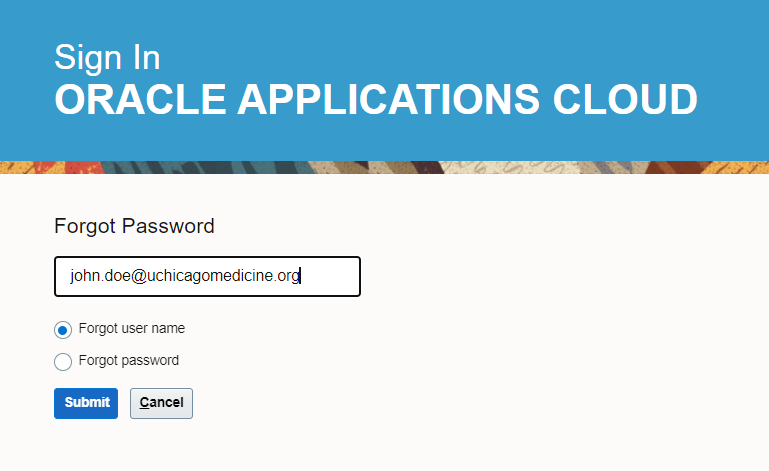 Sign In
ORACLE APPLICATIONS CLOUD
Forgot Password
john.doe@uchicagomedicine.org
Forgot user name
Forgot password
Submit Cancel